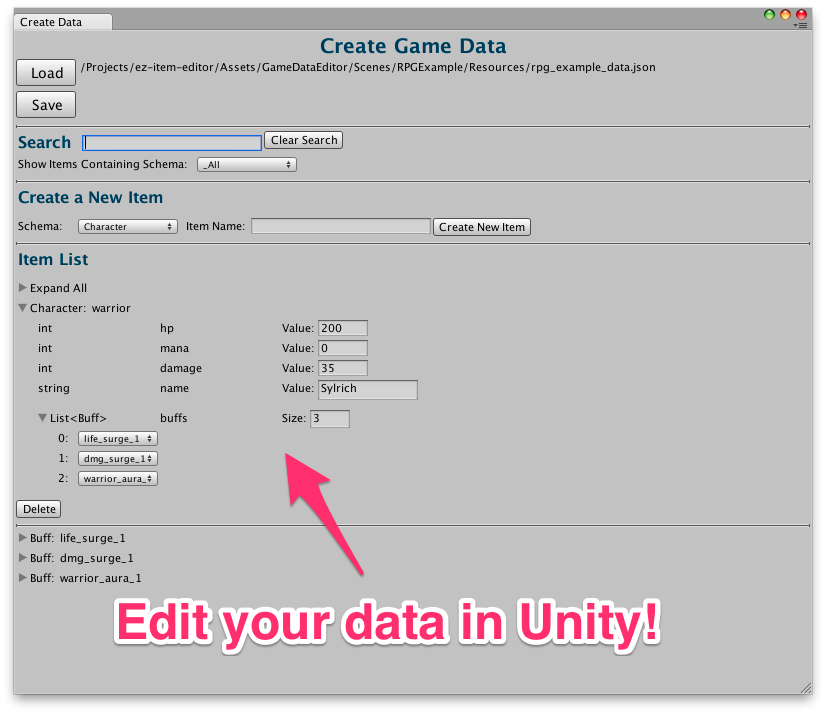 Create Data
Create Game Data
Load /Projects/ez-item-editor/Assets/GameDataEditor/Scenes/RPGExample/Resources/rpg_example_data.json
Save
Search Clear Search
Show Items Containing Schema: _All
Create a New Item
Schema: Character Item Name: Create New Item
Item List
Expand All
Character: warrior
int hp Value: 200
int mana Value: 0
int damage Value: 35
string name Value: Sylrich
List<Buff> buffs Size: 3
0: life_surge_1
1: dmg_surge_1
2: warrior_aura_
Delete
Buff: life_surge_1
Buff: dmg_surge_1
Buff: warrior_aura_1
Edit your data in Unity!